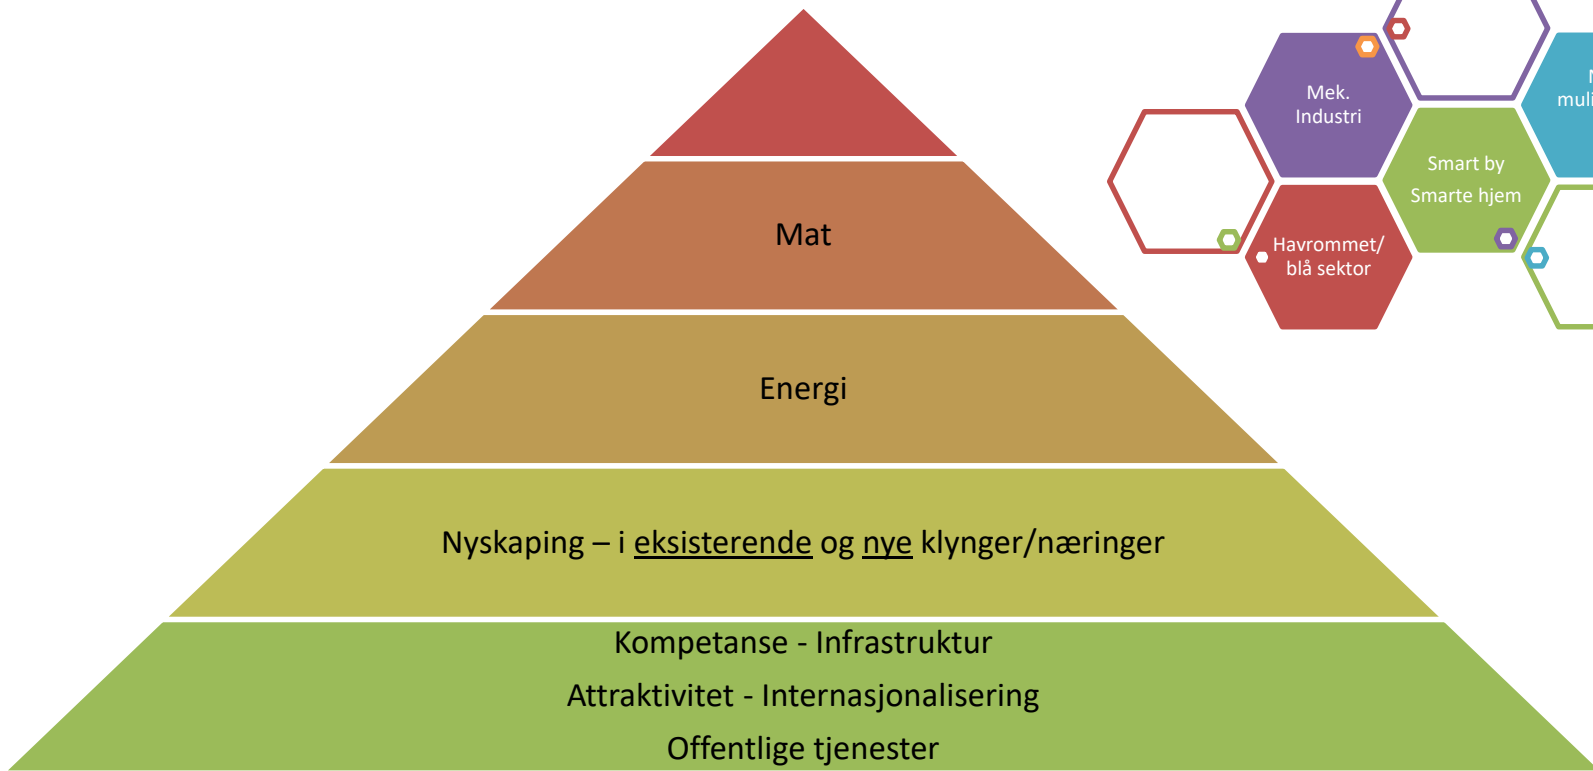 Mek.
Industri
Smart by
Smarte hjem
Havrommet/
blå sektor
Mat
Energi
Nyskaping – i eksisterende og nye klynger/næringer
Kompetanse - Infrastruktur
Attraktivitet - Internasjonalisering
Offentlige tjenester